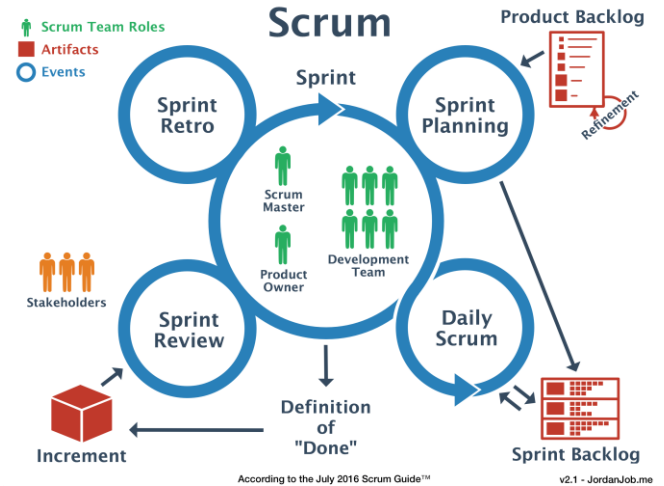 Scrum
Scrum Team Roles
Artifacts
Events
Product Backlog
Refinement
Sprint
Sprint
Retro
Sprint
Planning
Scrum
Master
Product
Owner
Development
Team
Stakeholders
Sprint
Review
Daily
Scrum
Definition
of
"Done"
Increment
Sprint Backlog
According to the July 2016 Scrum Guide™
v2.1 - JordanJob.me